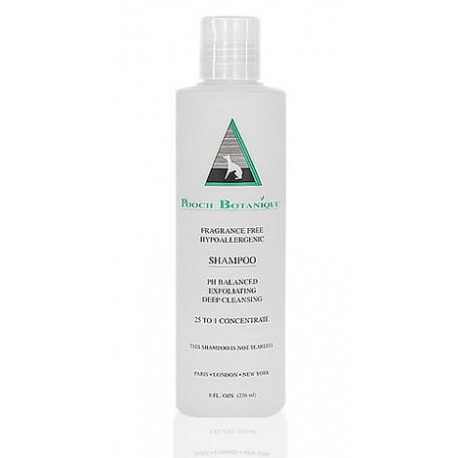 POOCH BOTANIQUE
FRAGRANCE FREE
HYPOALLERGENIC
SHAMPOO
PH BALANCED
EXFOLIATING
DEEP CLEANSING
25 TO 1 CONCENTRATE
THIS SHAMPOO IS NOT TEARLESS
PARIS • LONDON • NEW YORK
8 FL. OZS. (236 ml)